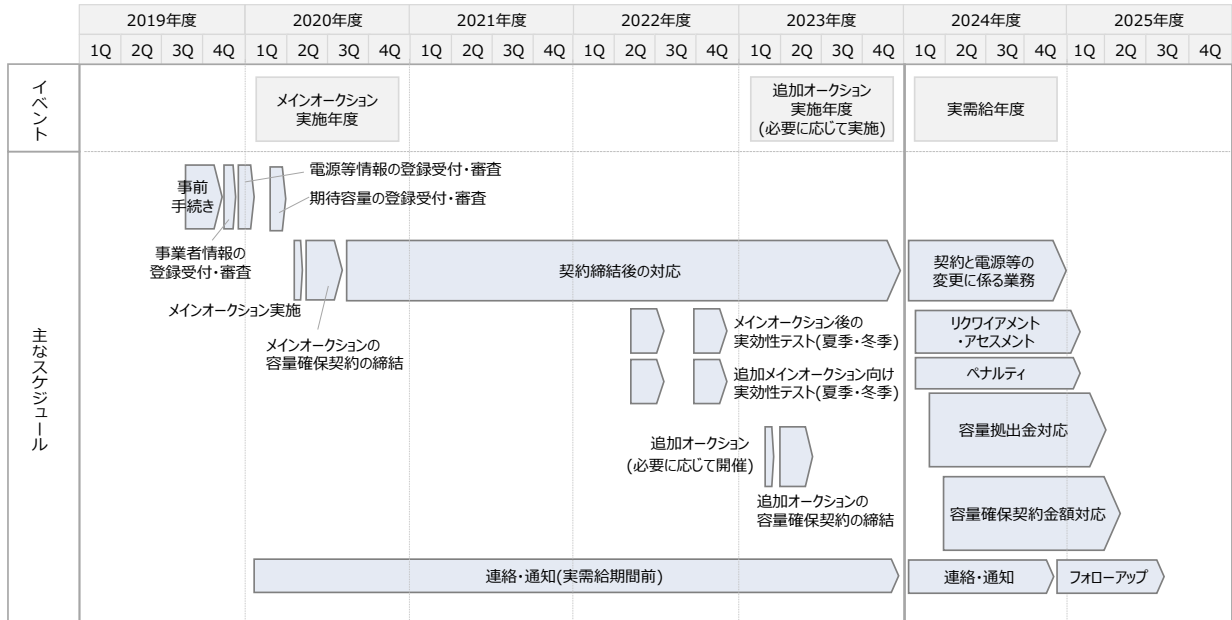 2019年度 2020年度 2021年度 2022年度 2023年度 2024年度 2025年度
1Q 2Q 3Q 4Q 1Q 2Q 3Q 4Q 1Q 2Q 3Q 4Q 1Q 2Q 3Q 4Q 1Q 2Q 3Q 4Q 1Q 2Q 3Q 4Q 1Q 2Q 3Q 4Q
イベント
メインオークション
実施年度
追加オークション
実施年度
(必要に応じて実施)
実需給年度
主なスケジュール
事前
手続き
電源等情報の登録受付・審査
期待容量の登録受付・審査
事業者情報の
登録受付・審査
メインオークション実施
メインオークションの
容量確保契約の締結
契約締結後の対応
契約と電源等の
変更に係る業務
メインオークション後の
実効性テスト(夏季・冬季)
リクワイアメント
・アセスメント
追加メインオークション向け
実効性テスト(夏季・冬季)
ペナルティ
容量拠出金対応
追加オークション
(必要に応じて開催)
追加オークションの
容量確保契約の締結
容量確保契約金額対応
連絡・通知(実需給期間前)
連絡・通知
フォローアップ